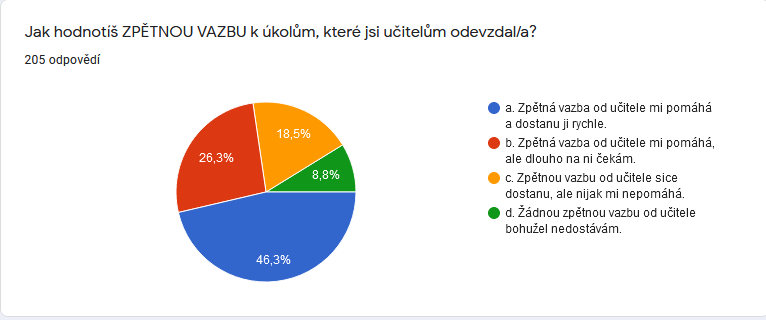 Jak hodnotíš ZPĚTNOU VAZBU k úkolům, které jsi učitelům odevzdal/a?
205 odpovědí
18,5%
26,3%
8,8%
46,3%
a. Zpětná vazba od učitele mi pomáhá
a dostanu ji rychle.
b. Zpětná vazba od učitele mi pomáhá,
ale dlouho na ni čekám.
c. Zpětnou vazbu od učitele sice
dostanu, ale nijak mi nepomáhá.
d. Žádnou zpětnou vazbu od učitele
bohužel nedostávám.